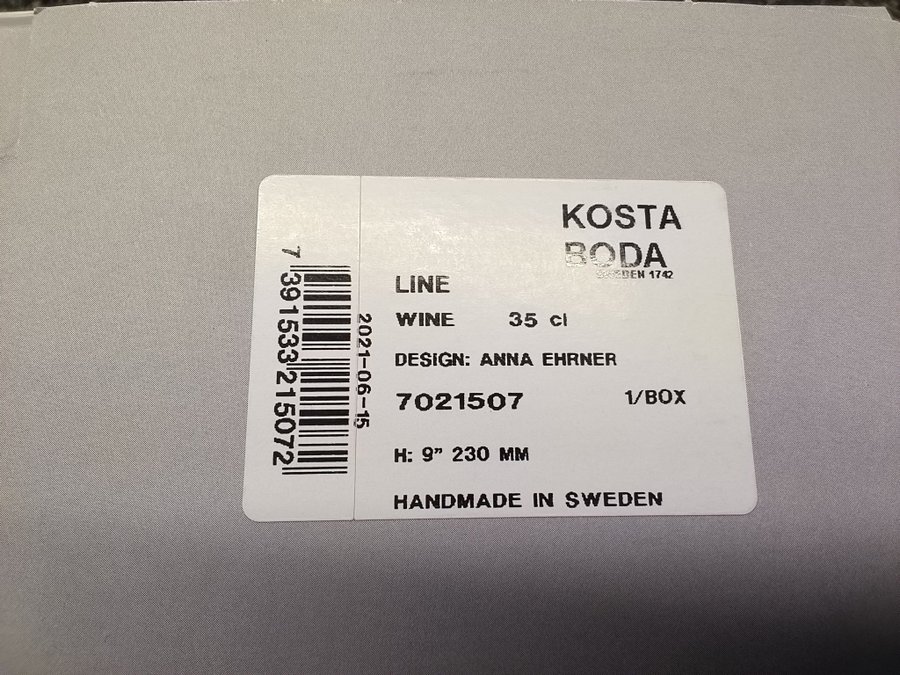 KOSTA
BODA
SWEDEN 1742
LINE
WINE 35 cl
DESIGN: ANNA EHRNER
7021507 1/BOX
H: 9” 230 MM
HANDMADE IN SWEDEN
2021-06-15
7 391533 215072